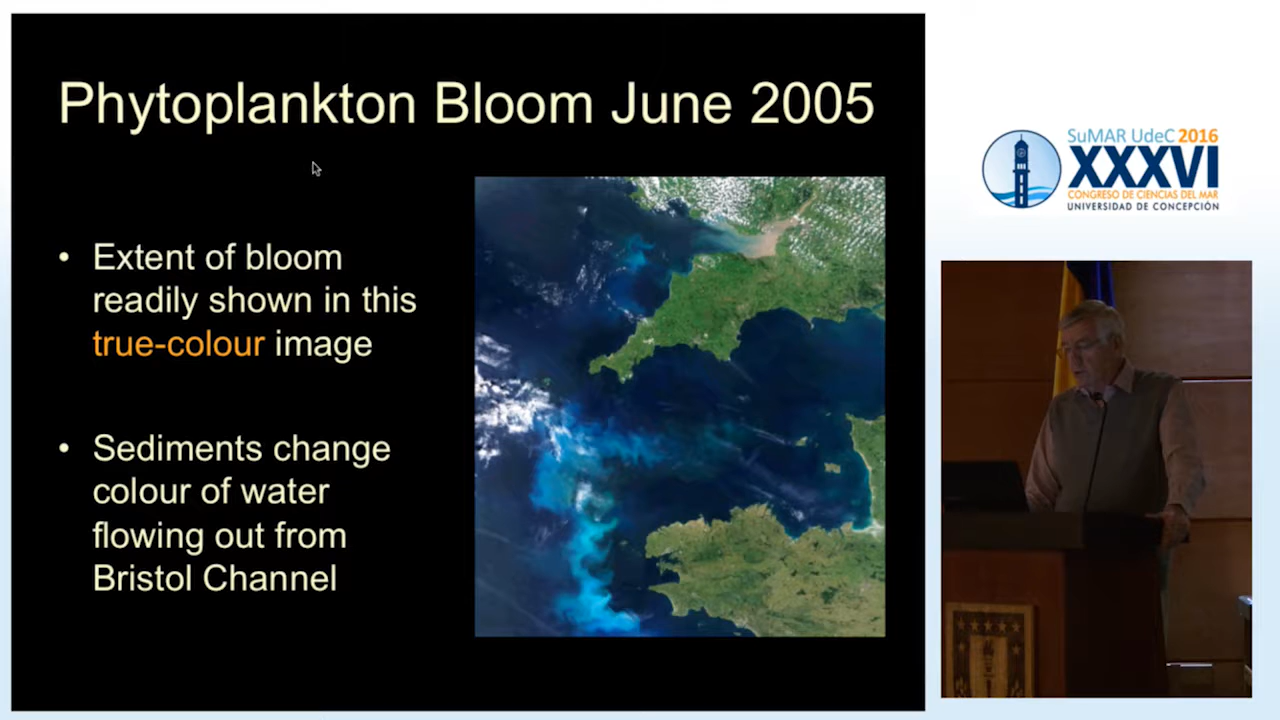 Phytoplankton Bloom June 2005
• Extent of bloom
readily shown in this
true-colour image
• Sediments change
colour of water
flowing out from
Bristol Channel
SuMAR UdeC 2016
XXXVI
CONGRESO DE CIENCIAS DEL MAR
UNIVERSIDAD DE CONCEPCIÓN